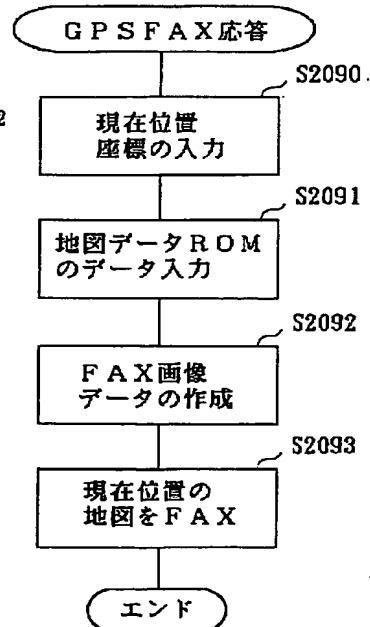 GPSFAX応答
S2090
2
現在位置
座標の入力
S2091
地図データROM
のデータ入力
S2092
FAX画像
データの作成
S2093
現在位置の
地図をFAX
エンド